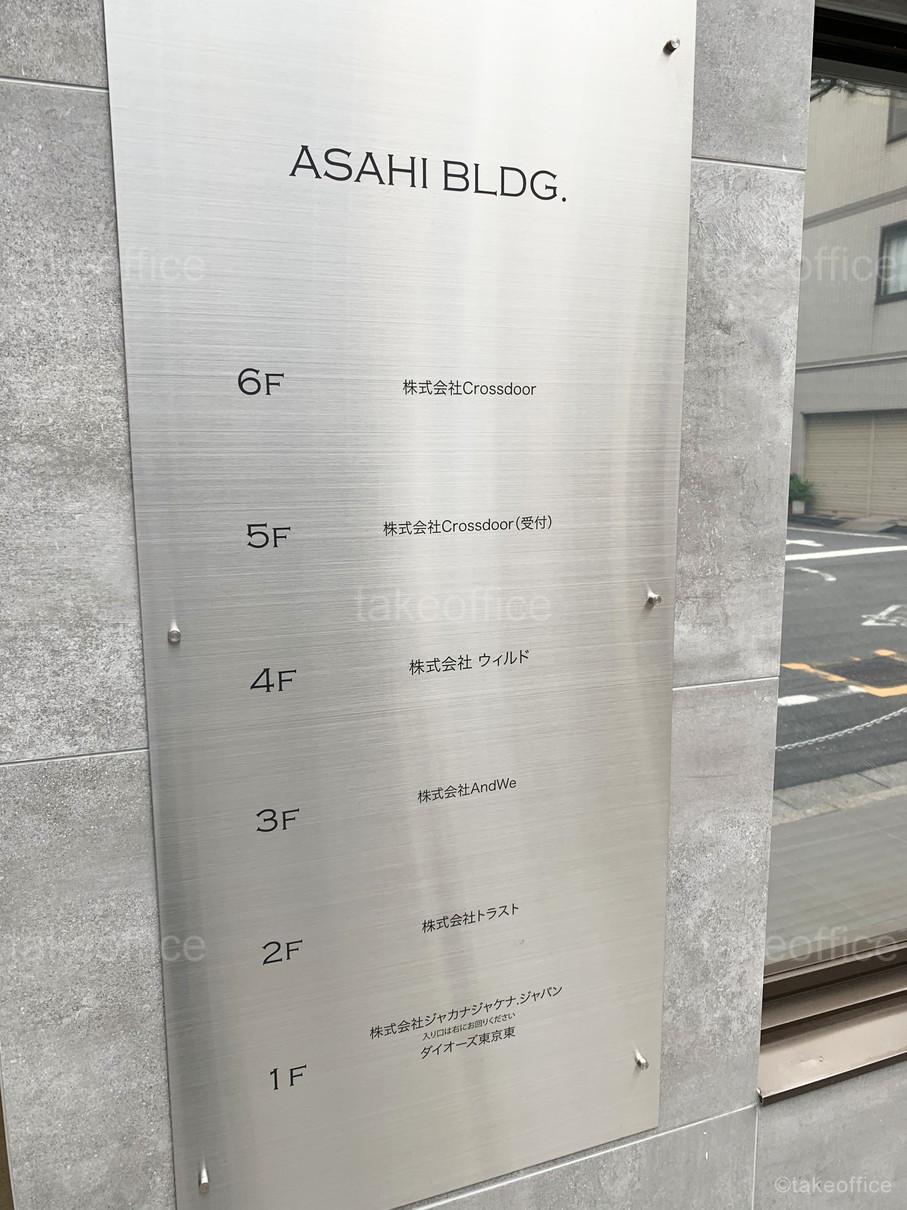 ASAHI BLDG.
6F 株式会社Crossdoor
5F 株式会社Crossdoor(受付)
4F 株式会社 ウィルド
3F 株式会社AndWe
2F 株式会社トラスト
株式会社ジャカナジャケナ.ジャパン
入り口は右にお回りください
ダイオーズ東京東
1F
takeoffice
takeoffice
takeoffice
takeoffice
takeoffice
©takeoffice